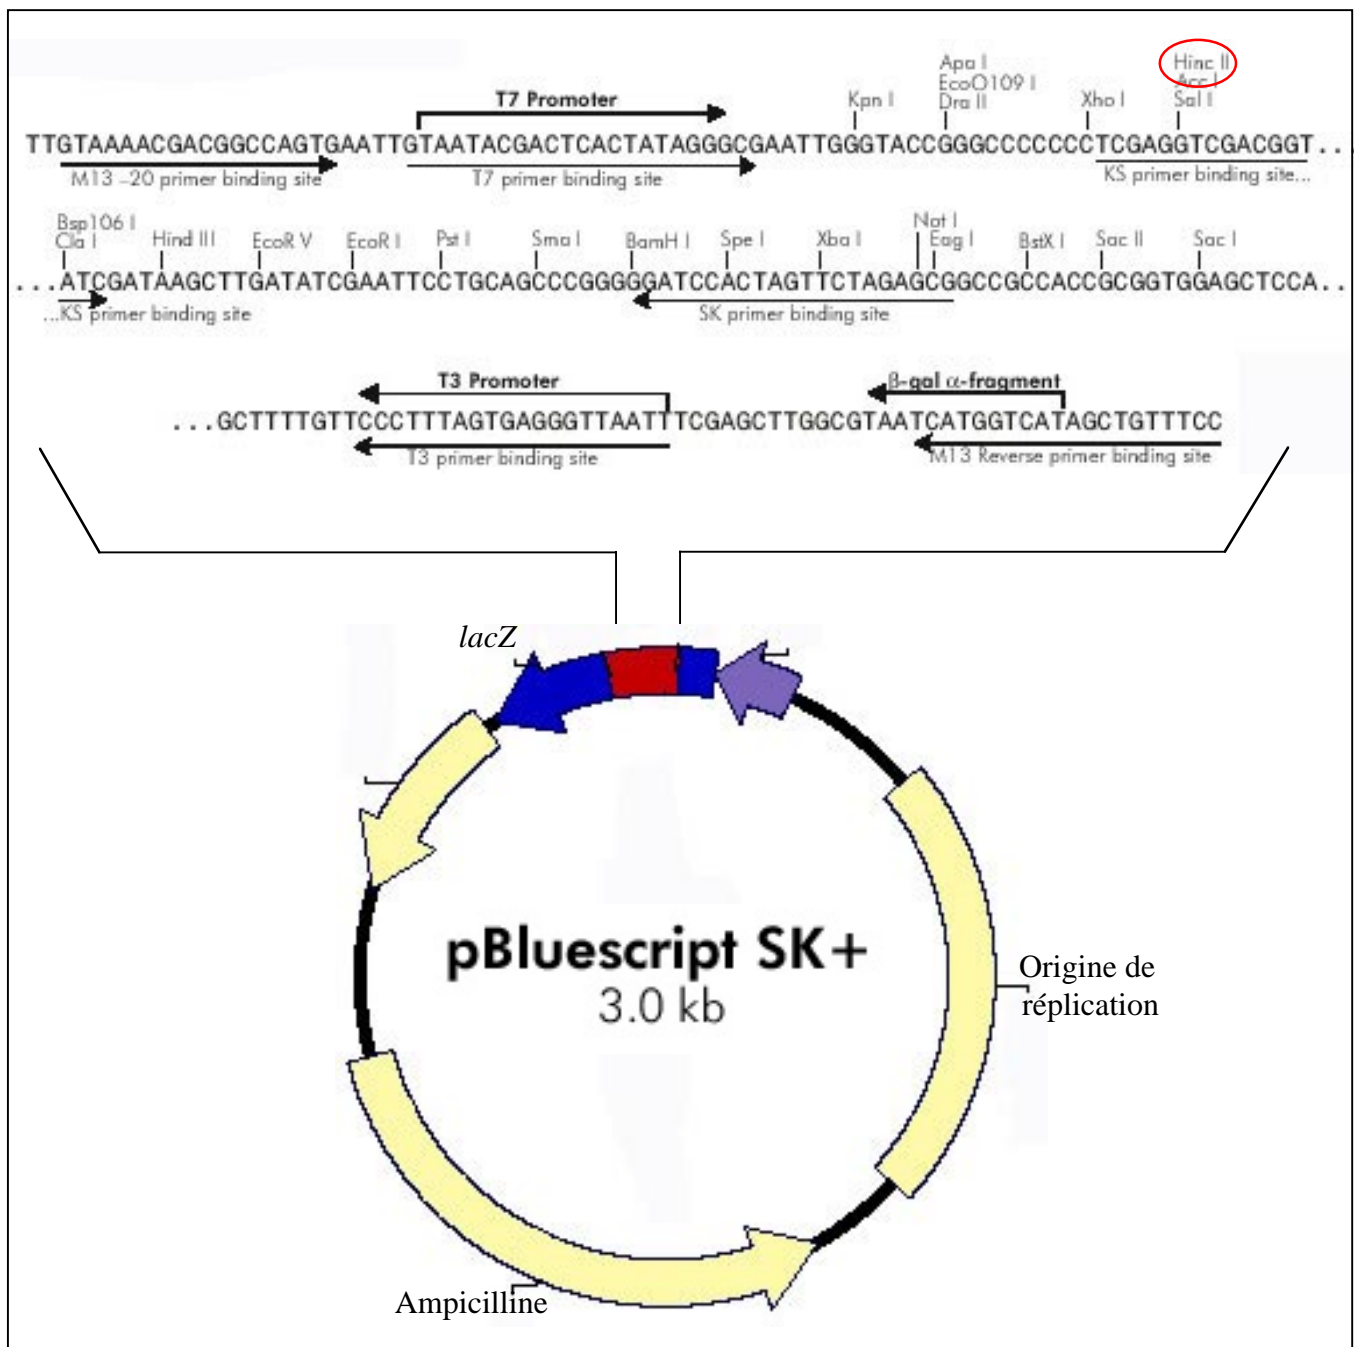 Apa I
Hinc II
EcoO109 I
Acc I
T7 Promoter
Kpn I
Dra II
Xho I
Sal I
TTGTAAAACGACGGCCAGTGAATTGTAATACGACTCACTATAGGGCGAATTGGGTACCGGGCCCCCCCTCGAGGTCGACGGT...
M13 –20 primer binding site
T7 primer binding site
KS primer binding site...
Bsp106 I
Not I
Cla I
Hind III
EcoR V
EcoR I
Pst I
Sma I
BamH I
Spe I
Xba I
Eag I
BstX I
Sac II
Sac I
...ATCGATAAGCTTGATATCGAATTCCTGCAGCCCGGGGGATCCACTAGTTCTAGAGCGGCCGCCACCGCGGTGGAGCTCCA..
...KS primer binding site
SK primer binding site
T3 Promoter
β-gal α-fragment
...GCTTTTGTTCCCTTTAGTGAGGGTTAATTTCGAGCTTGGCGTAATCATGGTCATAGCTGTTTCC
T3 primer binding site
M13 Reverse primer binding site
lacZ
pBluescript SK+
3.0 kb
Origine de
réplication
Ampicilline